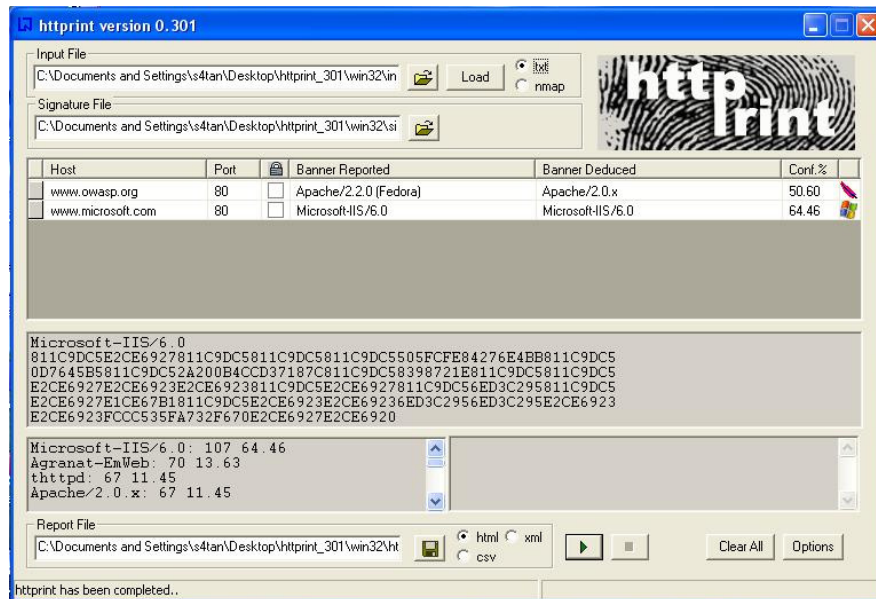 httprint version 0.301
Input File
C:\Documents and Settings\s4tan\Desktop\httprint_301\win32\in
Load
txt
nmap
Signature File
C:\Documents and Settings\s4tan\Desktop\httprint_301\win32\si
http
print
Host Port Banner Reported Banner Deduced Conf.%
www.owasp.org 80 Apache/2.2.0 (Fedora) Apache/2.0.x 50.60
www.microsoft.com 80 Microsoft-IIS/6.0 Microsoft-IIS/6.0 64.46
Microsoft-IIS/6.0
811C9DC5E2CE6927811C9DC5811C9DC5811C9DC5505FCFE84276E4BB811C9DC5
0D7645B5811C9DC52A200B4CCD37187C811C9DC58398721E811C9DC5811C9DC5
E2CE6927E2CE6923E2CE6923811C9DC5E2CE6927811C9DC56ED3C295811C9DC5
E2CE6927E1CE67B1811C9DC5E2CE6923E2CE69236ED3C2956ED3C295E2CE6923
E2CE6923FCCC535FA732F670E2CE6927E2CE6920
Microsoft-IIS/6.0: 107 64.46
Agranat-EmWeb: 70 13.63
thttpd: 67 11.45
Apache/2.0.x: 67 11.45
Report File
C:\Documents and Settings\s4tan\Desktop\httprint_301\win32\ht
html
xml
csv
Clear All
Options
httprint has been completed..